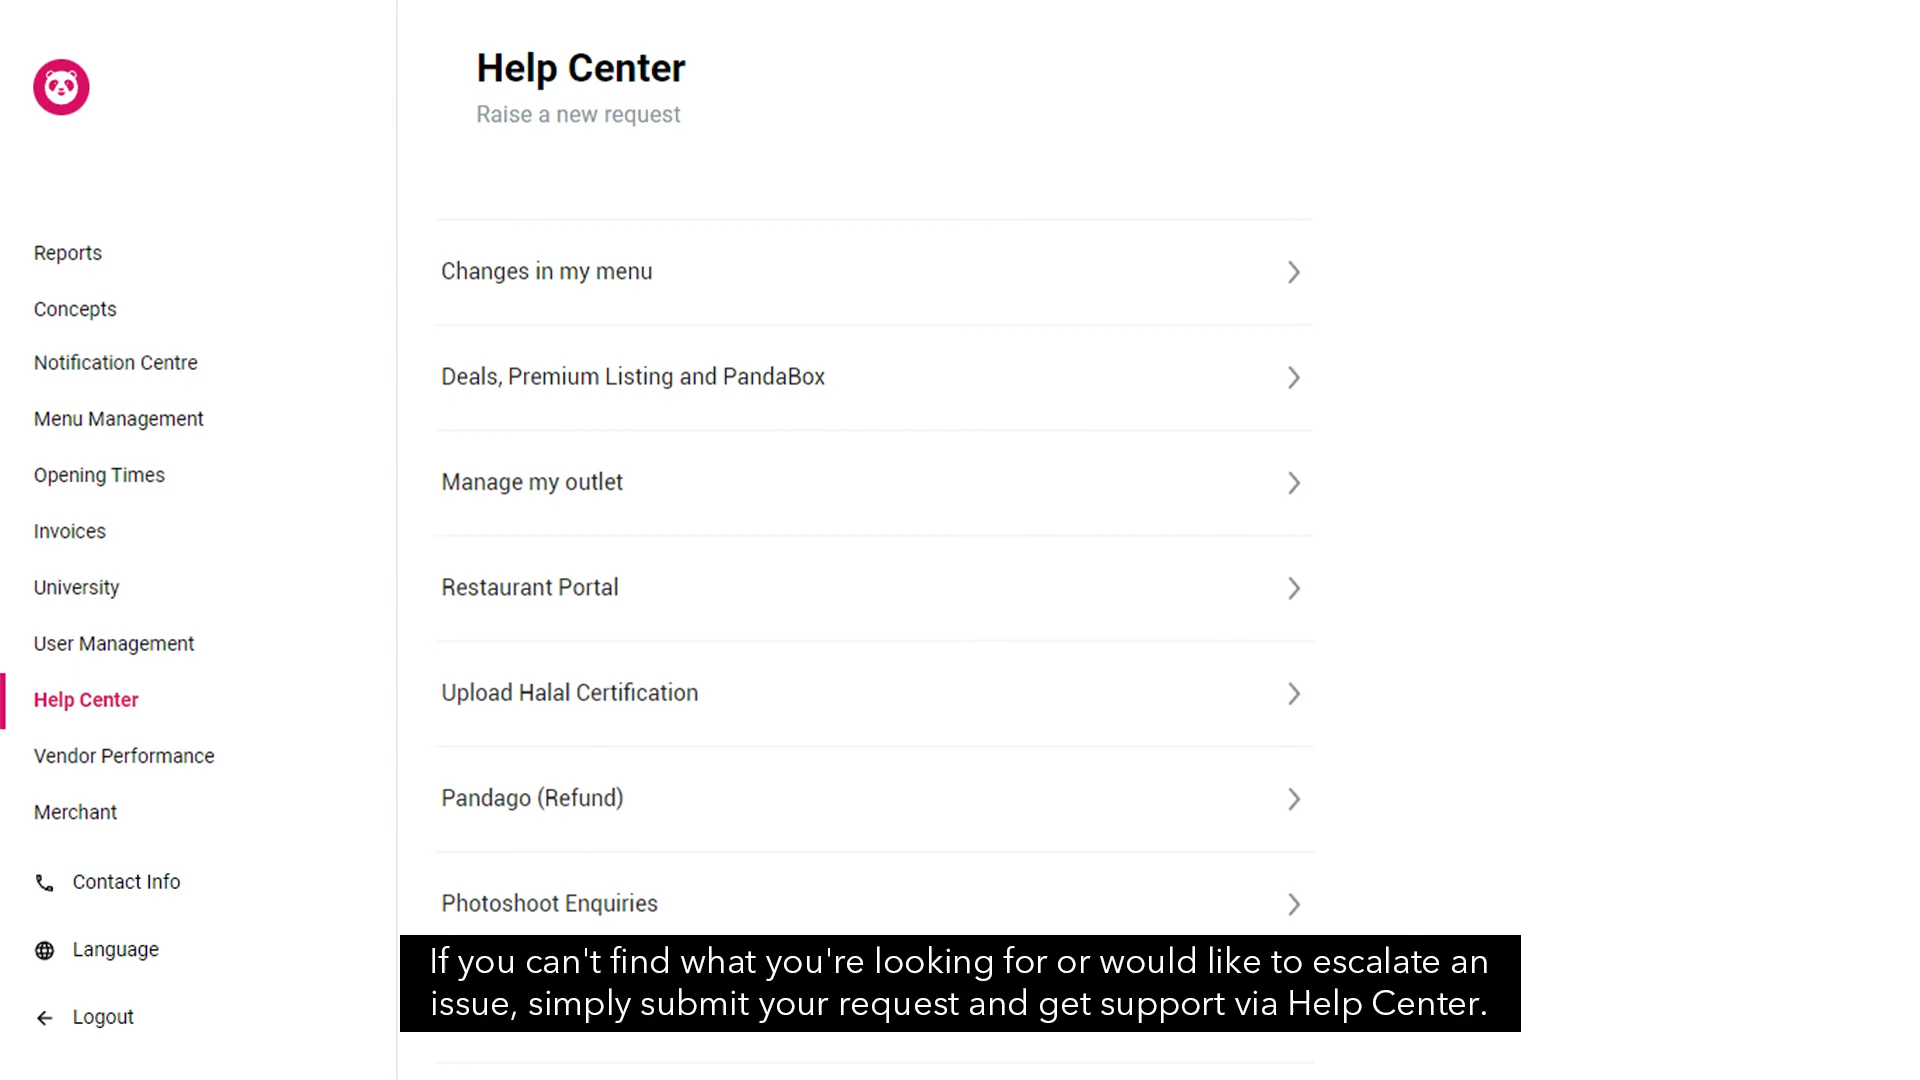 Help Center
Raise a new request
Reports
Concepts
Notification Centre
Menu Management
Opening Times
Invoices
University
User Management
Help Center
Vendor Performance
Merchant
Contact Info
Language
Logout
Changes in my menu
Deals, Premium Listing and PandaBox
Manage my outlet
Restaurant Portal
Upload Halal Certification
Pandago (Refund)
Photoshoot Enquiries
If you can't find what you're looking for or would like to escalate an
issue, simply submit your request and get support via Help Center.